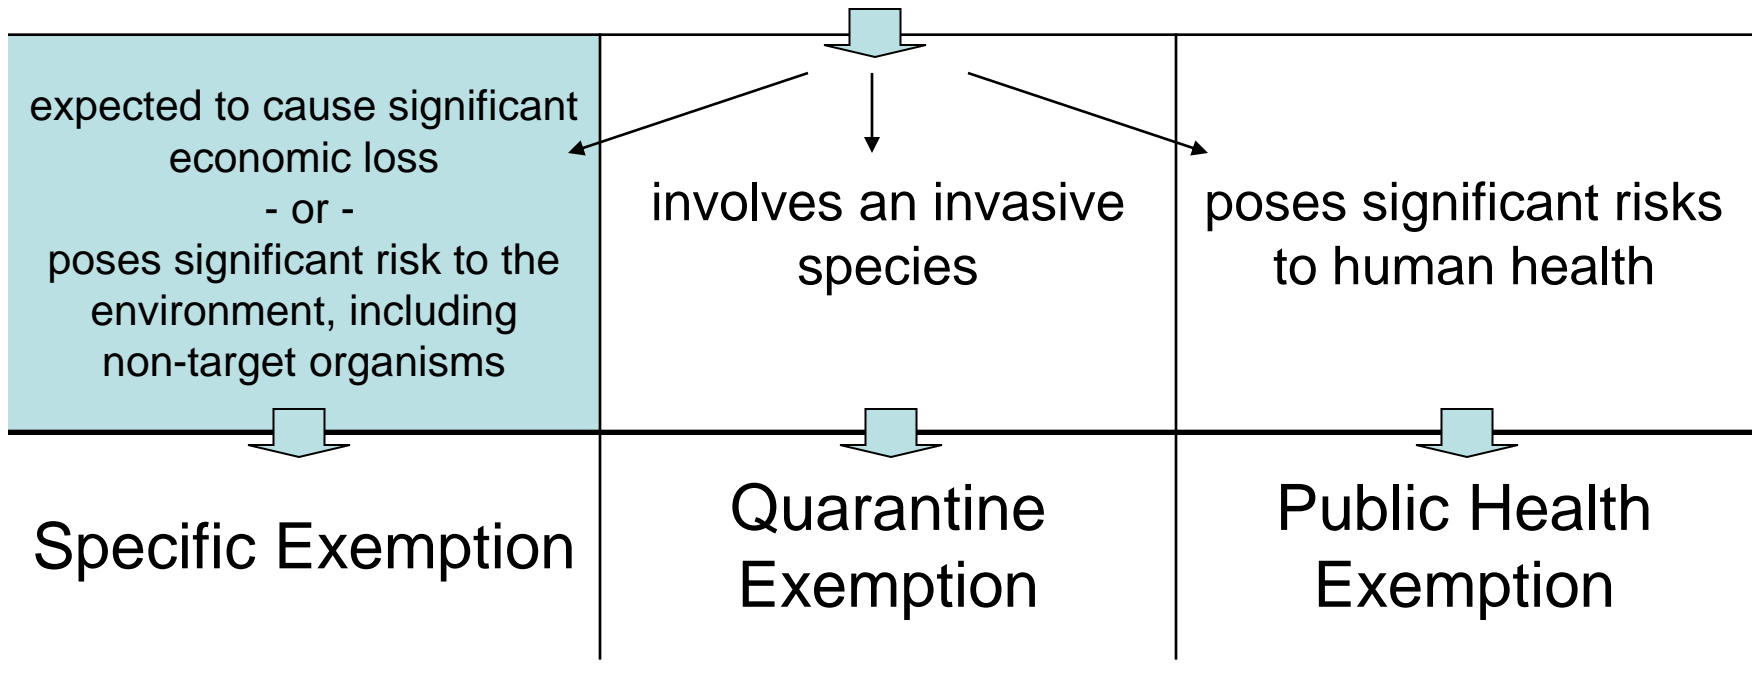 expected to cause significant
economic loss
- or -
poses significant risk to the
environment, including
non-target organisms
involves an invasive
species
poses significant risks
to human health
Specific Exemption
Quarantine
Exemption
Public Health
Exemption